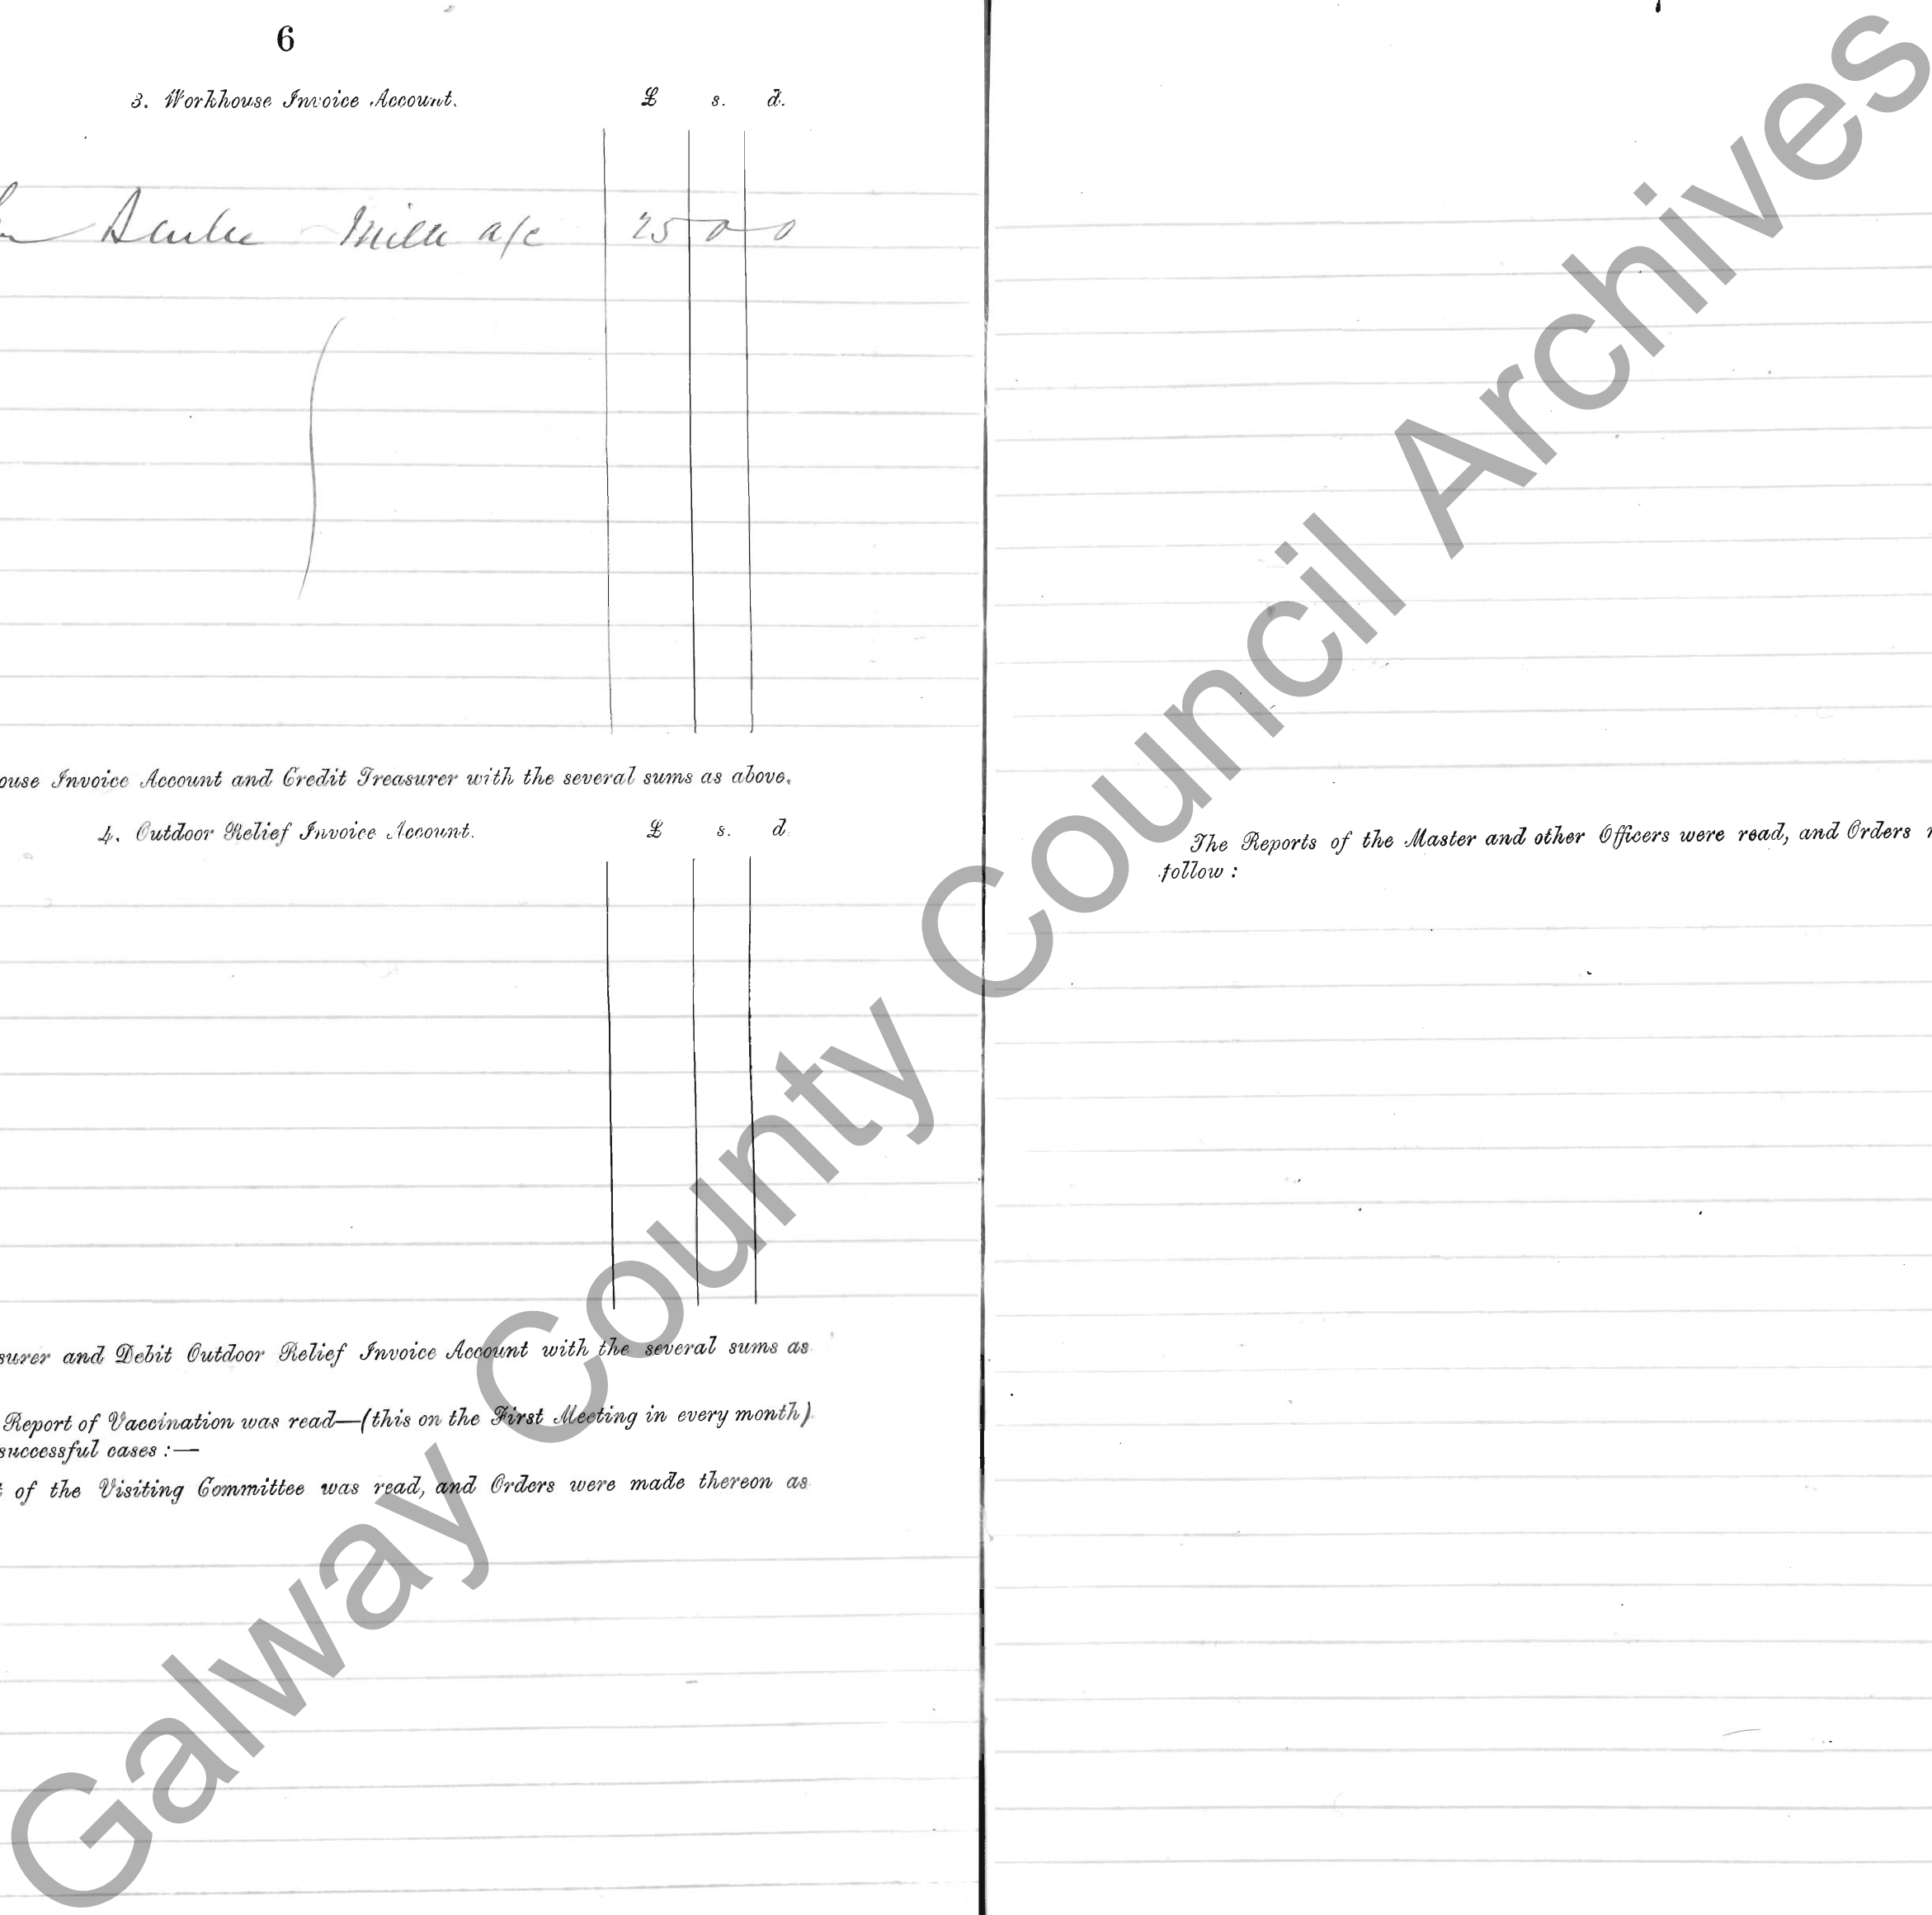 6
3. Workhouse Invoice Account. £ s. d.
Milk a/c 25 0 0
ouse Invoice Account and Credit Treasurer with the several sums as above.
4. Outdoor Relief Invoice Account. £ s. d.
surer and Debit Outdoor Relief Invoice Account with the several sums as
Report of Vaccination was read—(this on the First Meeting in every month)
successful cases :—
of the Visiting Committee was read, and Orders were made thereon as
The Reports of the Master and other Officers were read, and Orders
follow :
Galway County Council Archives